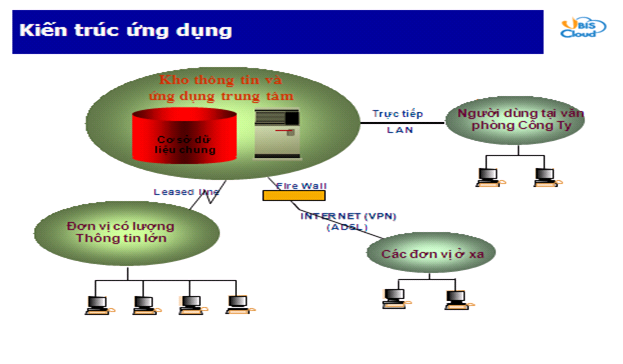 Kiến trúc ứng dụng
BIS
Cloud
Kho thông tin và
ứng dụng trung tâm
Cơ sở dữ
liệu chung
Trực tiếp
LAN
Người dùng tại văn
phòng Công Ty
Leased line
Fire Wall
INTERNET (VPN)
(ADSL)
Đơn vị có lượng
Thông tin lớn
Các đơn vị ở xa